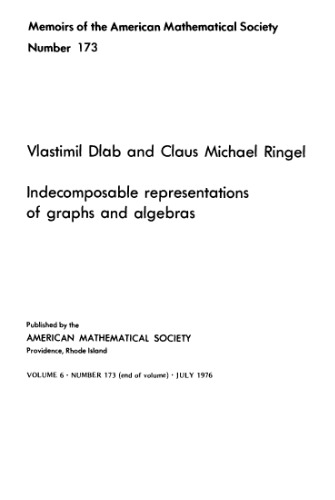 Memoirs of the American Mathematical Society
Number 173
Vlastimil Dlab and Claus Michael Ringel
Indecomposable representations
of graphs and algebras
Published by the
AMERICAN MATHEMATICAL SOCIETY
Providence, Rhode Island
VOLUME 6 · NUMBER 173 (end of volume) · JULY 1976